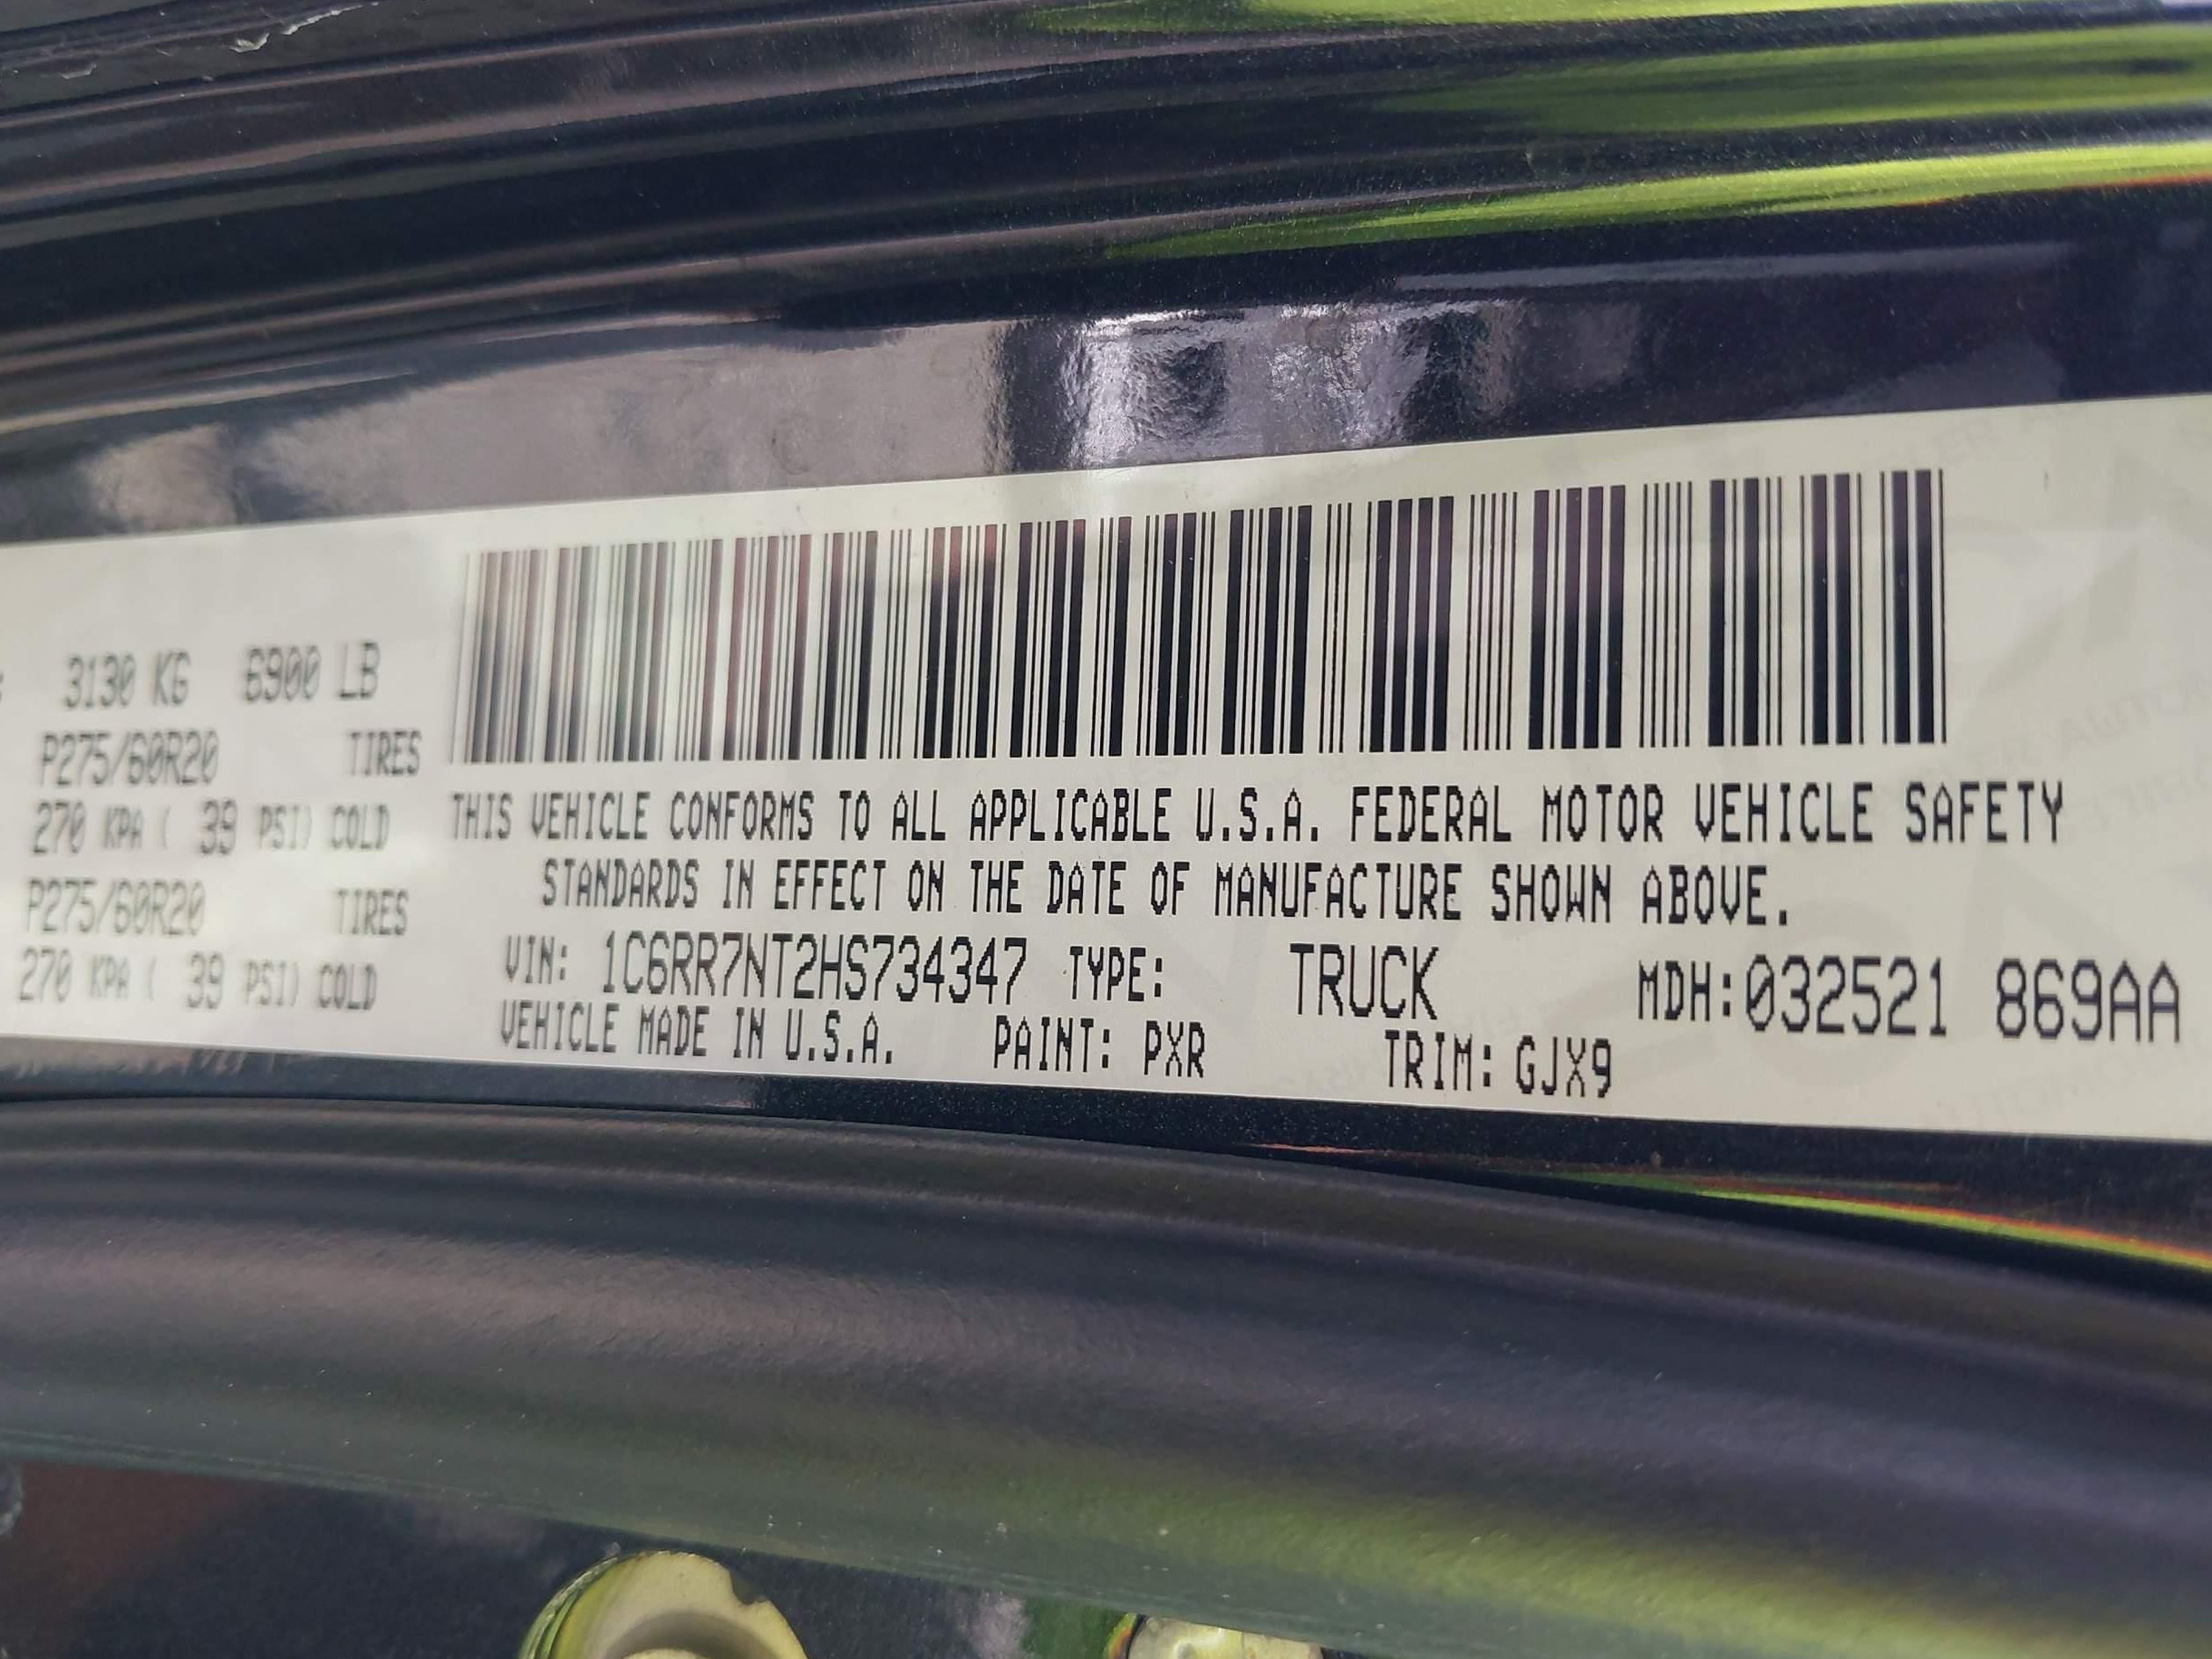 3130 KG 6900 LB
P275/60R20 TIRES
270 KPA ( 39 PSI) COLD
P275/60R20 TIRES
270 KPA ( 39 PSI) COLD
THIS VEHICLE CONFORMS TO ALL APPLICABLE U.S.A. FEDERAL MOTOR VEHICLE SAFETY
STANDARDS IN EFFECT ON THE DATE OF MANUFACTURE SHOWN ABOVE.
VIN: 1C6RR7NT2HS734347 TYPE: TRUCK MDH:032521 869AA
VEHICLE MADE IN U.S.A. PAINT: PXR TRIM: GJX9